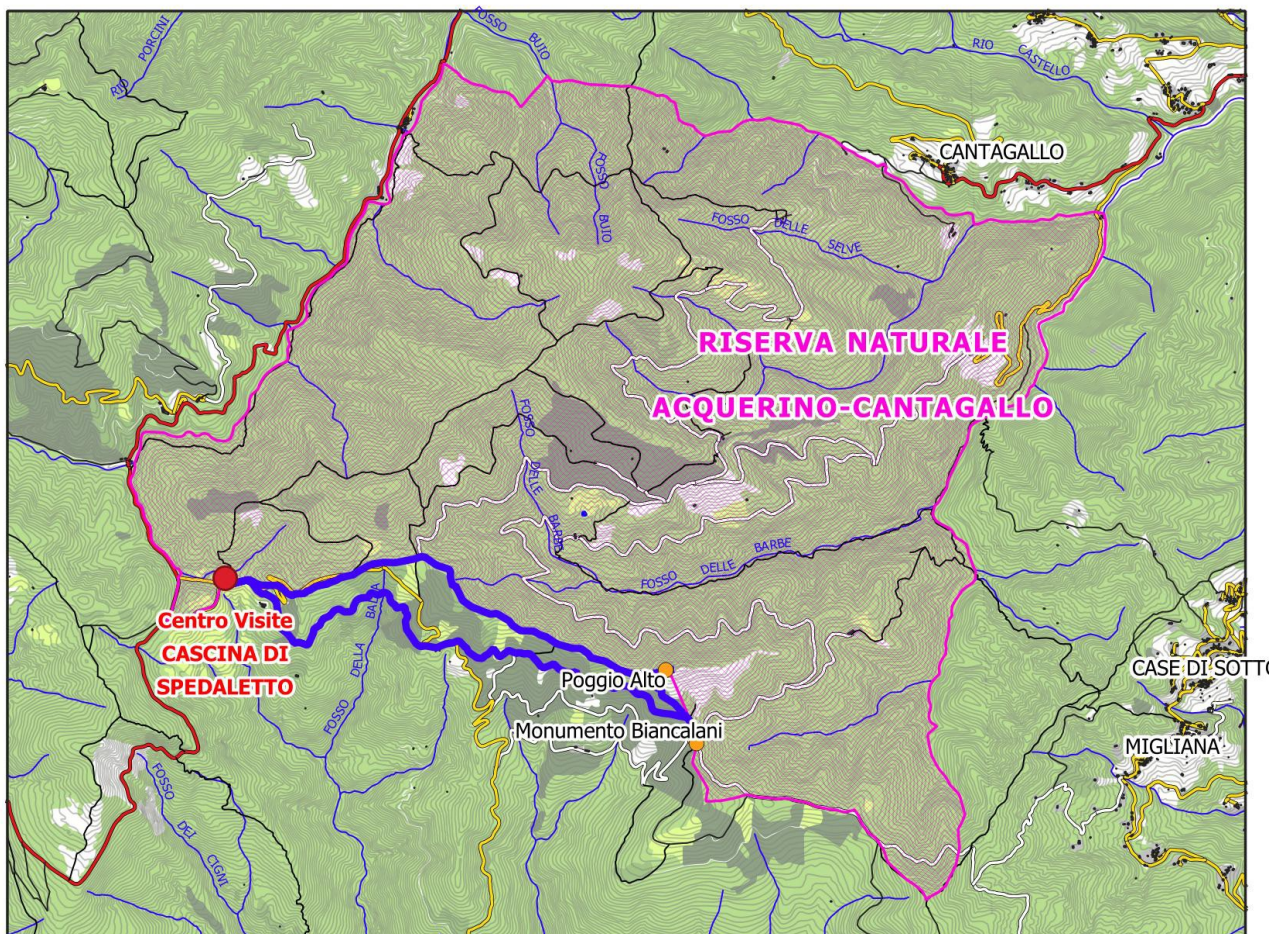 RIO PORCINI
FOSSO BUIO
RIO CASTELLO
CANTAGALLO
FOSSO BUIO
FOSSO DELLE SELVE
RISERVA NATURALE
ACQUERINO-CANTAGALLO
FOSSO DELLE BARBE
FOSSO DELLE BARBE
Centro Visite
CASCINA DI
SPEDALETTO
FOSSO DELLA BADIA
Poggio Alto
CASE DI SOTTO
Monumento Biancalani
MIGLIANA
FOSSO DEI CIGNI